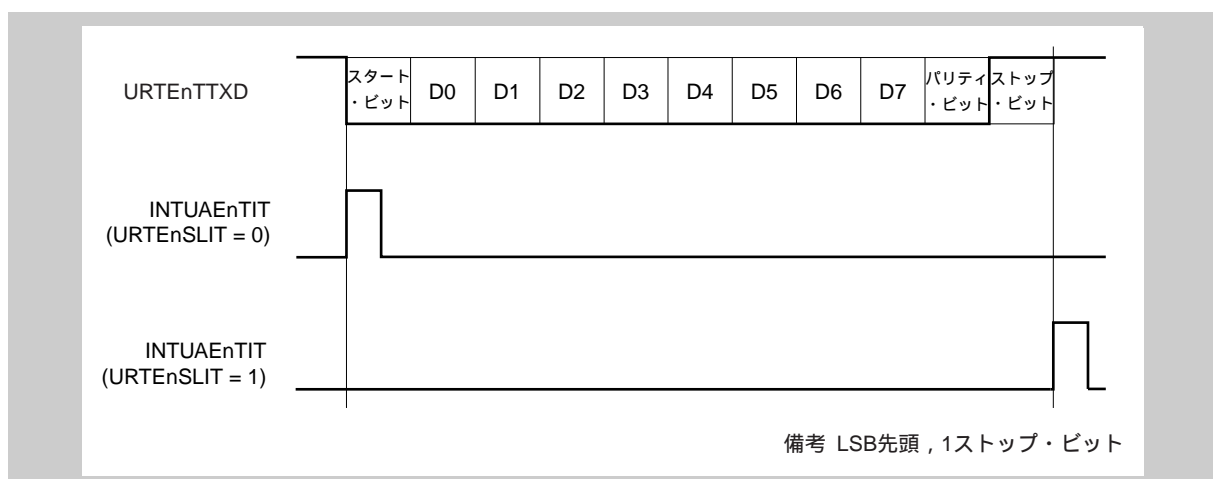 URTEnTTXD
スタート
・ビット
D0
D1
D2
D3
D4
D5
D6
D7
パリティ
・ビット
ストップ
・ビット
INTUAEnTIT
(URTEnSLIT = 0)
INTUAEnTIT
(URTEnSLIT = 1)
備考 LSB先頭，1ストップ・ビット